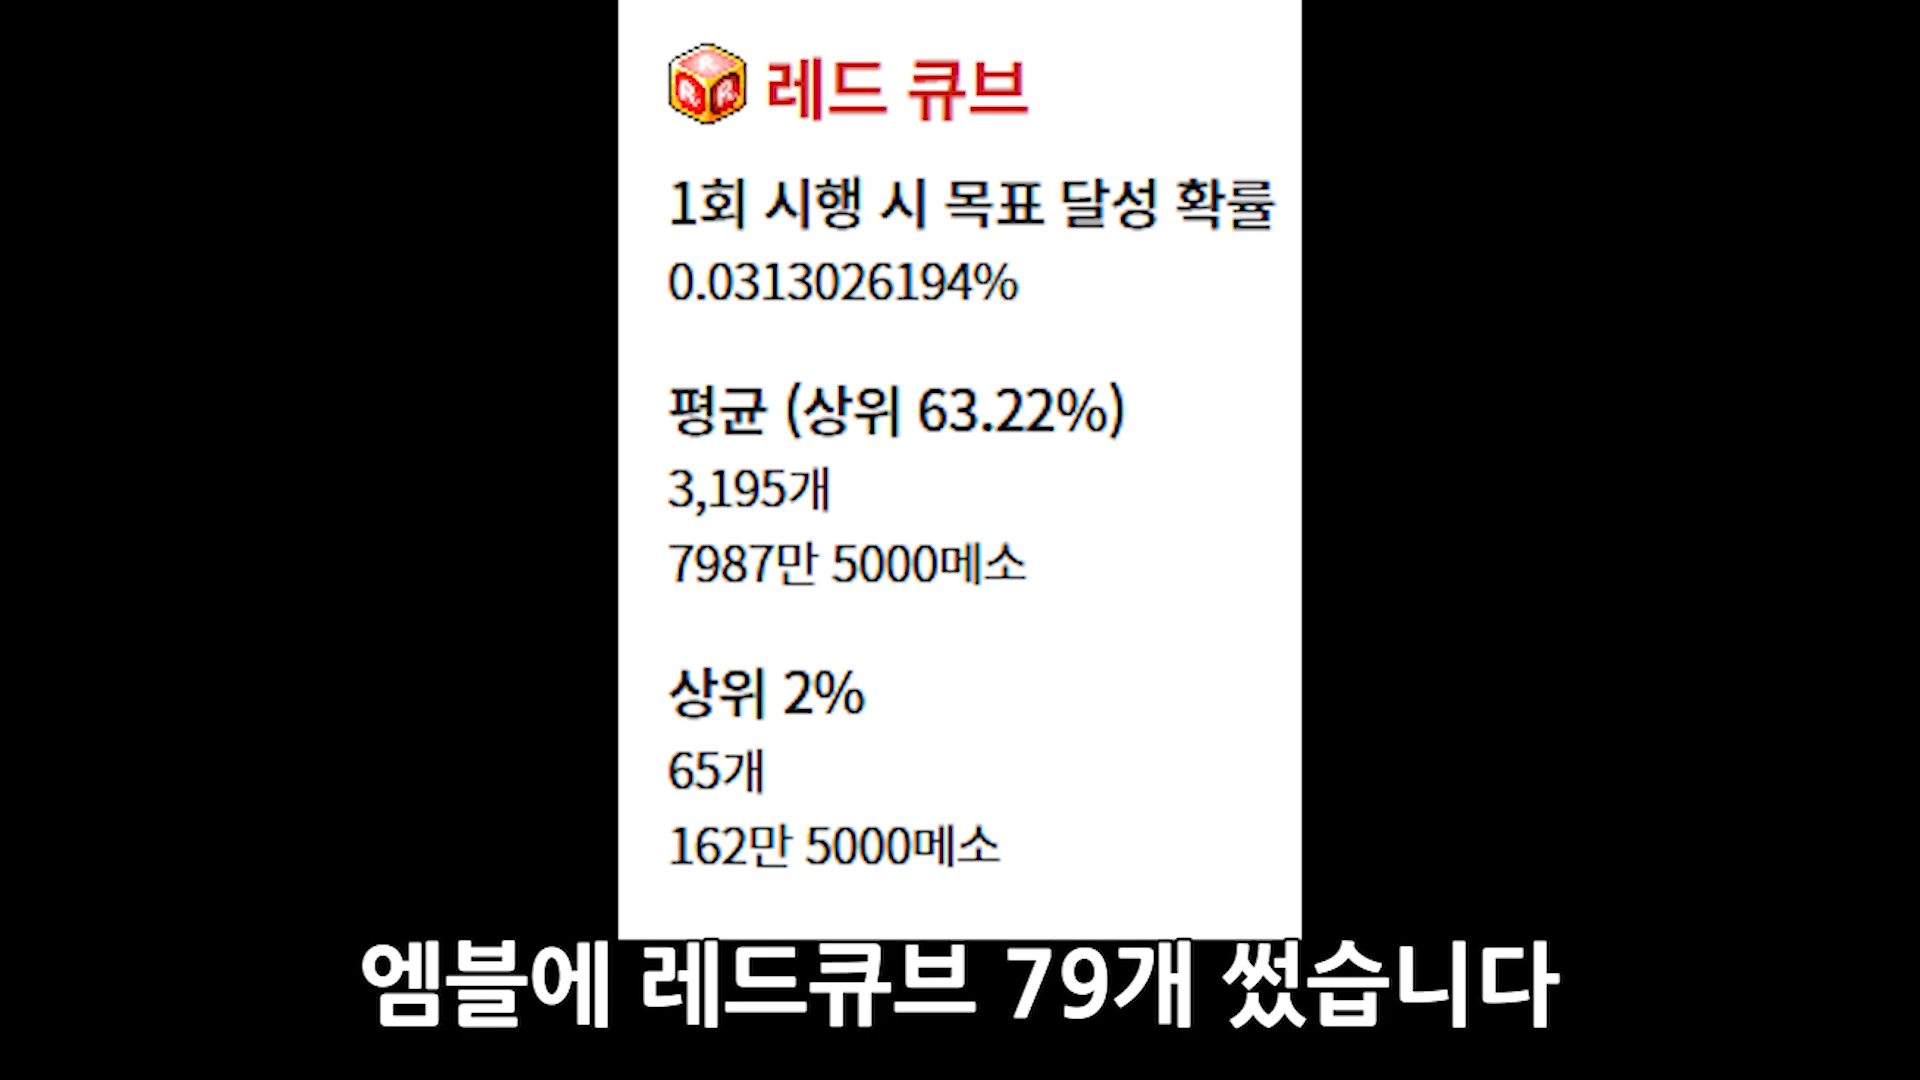 레드 큐브
1회 시행 시 목표 달성 확률
0.0313026194%
평균 (상위 63.22%)
3,195개
7987만 5000메소
상위 2%
65개
162만 5000메소
엠블에 레드큐브 79개 썼습니다